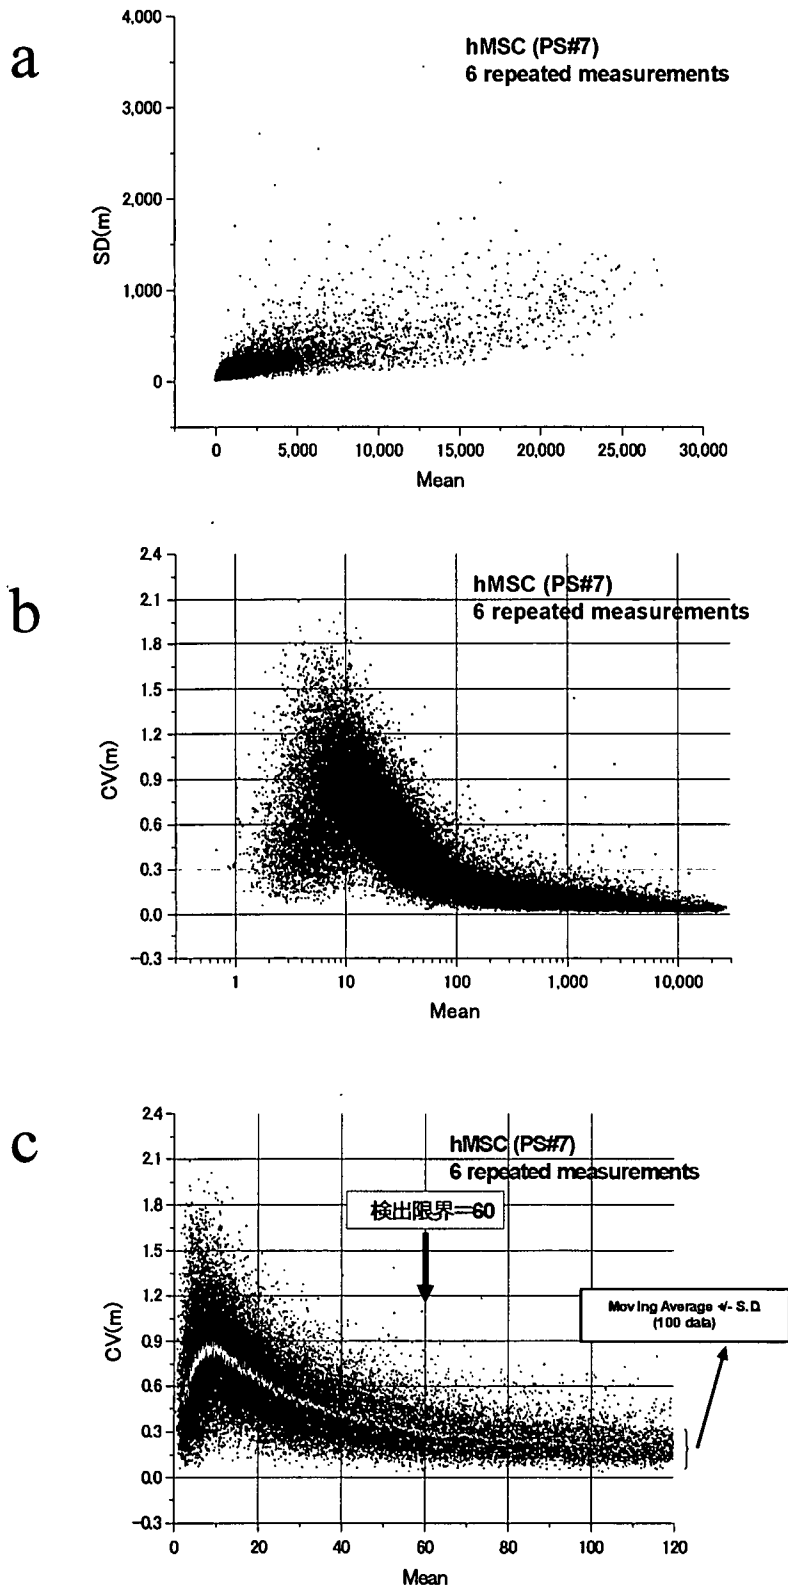 a
4,000
3,000
2,000
1,000
0
SD(m)
hMSC (PS#7)
6 repeated measurements
0 5,000 10,000 15,000 20,000 25,000 30,000
Mean
b
2.4
2.1
1.8
1.5
1.2
0.9
0.6
0.3
0.0
-0.3
CV(m)
hMSC (PS#7)
6 repeated measurements
1 10 100 1,000 10,000
Mean
c
2.4
2.1
1.8
1.5
1.2
0.9
0.6
0.3
0.0
-0.3
CV(m)
hMSC (PS#7)
6 repeated measurements
検出限界=60
Moving Average +/- S.D.
(100 data)
0 20 40 60 80 100 120
Mean